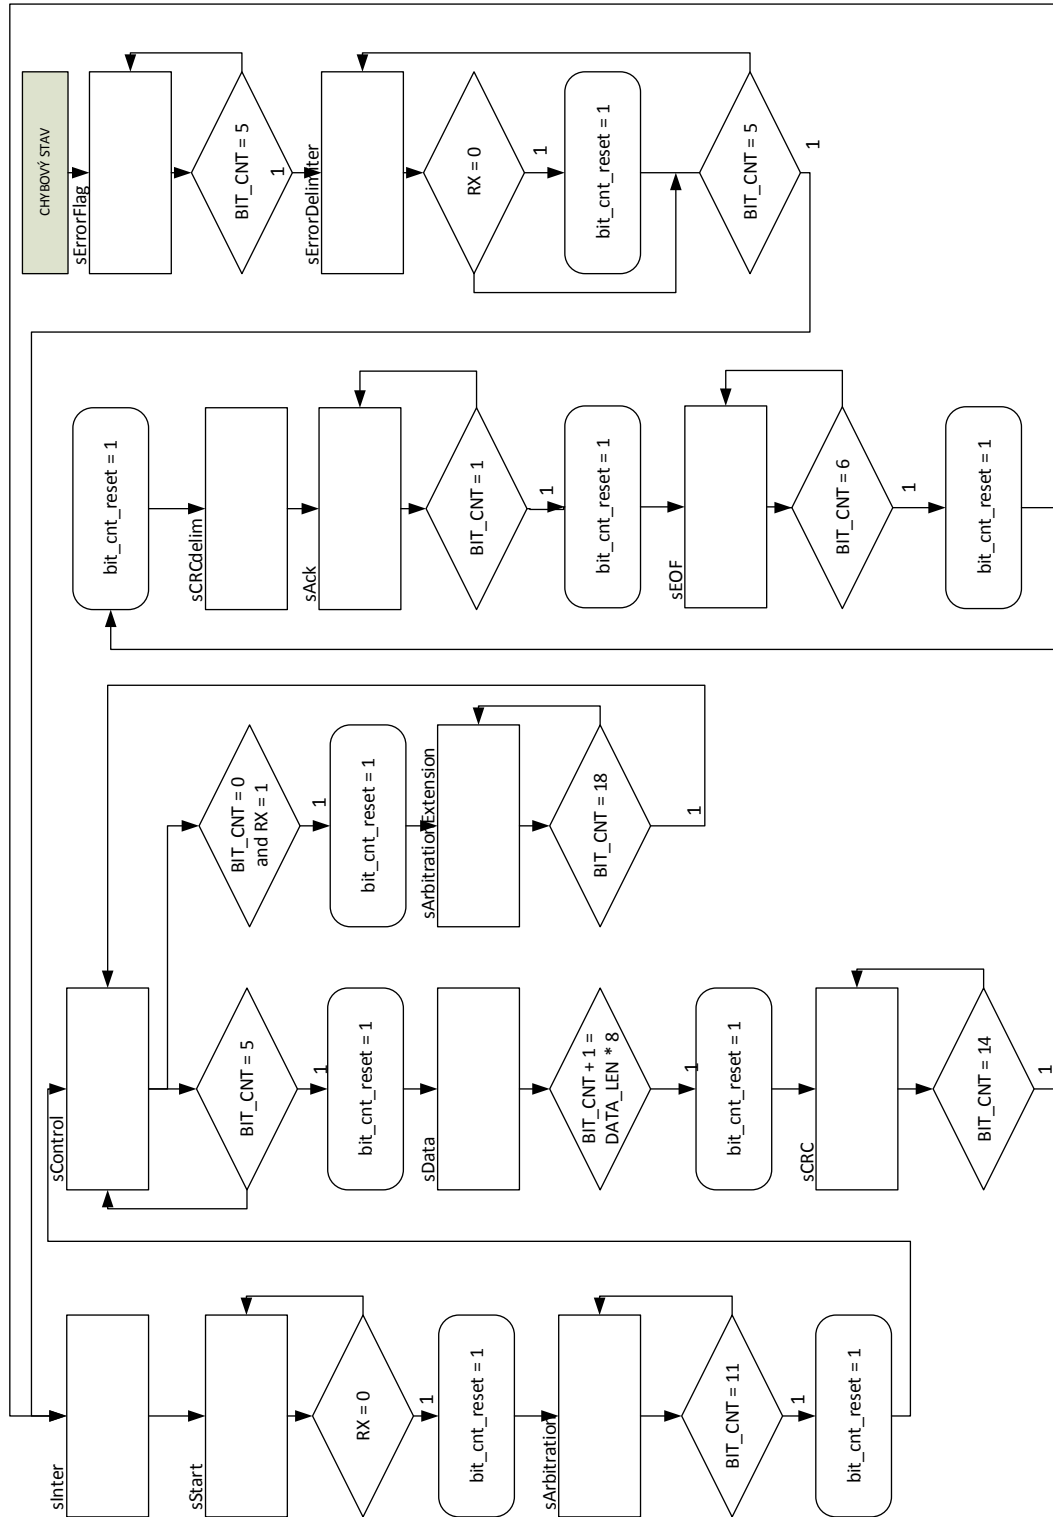 sInter
sStart
RX = 0
1
bit_cnt_reset = 1
sArbitration
BIT_CNT = 11
1
bit_cnt_reset = 1
sControl
BIT_CNT = 5
1
bit_cnt_reset = 1
sData
BIT_CNT + 1 =
DATA_LEN * 8
1
bit_cnt_reset = 1
sCRC
BIT_CNT = 14
1
BIT_CNT = 0
and RX = 1
1
bit_cnt_reset = 1
sArbitrationExtension
BIT_CNT = 18
1
bit_cnt_reset = 1
sCRCdelim
sAck
BIT_CNT = 1
1
bit_cnt_reset = 1
sEOF
BIT_CNT = 6
1
bit_cnt_reset = 1
CHYBOVÝ STAV
sErrorFlag
BIT_CNT = 5
1
sErrorDelimiter
RX = 0
1
bit_cnt_reset = 1
BIT_CNT = 5
1